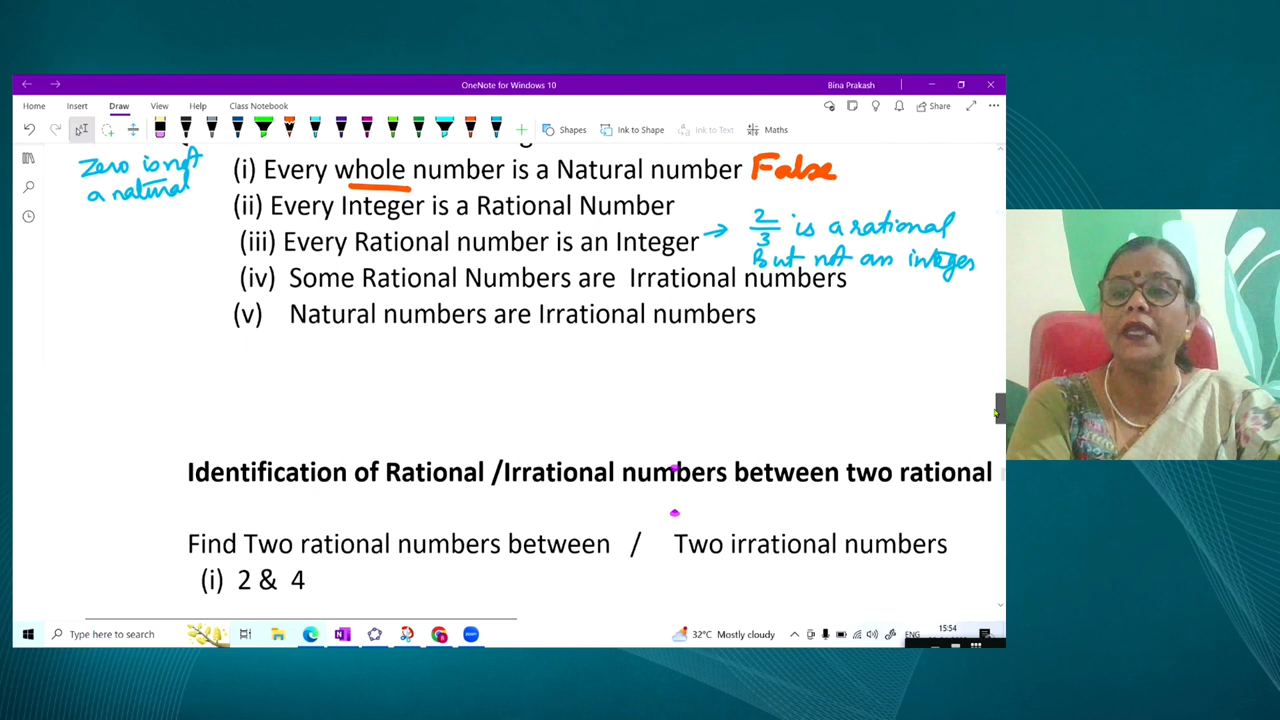 OneNote for Windows 10
Bina Prakash
Home Insert Draw View Help Class Notebook
Share
Shapes Ink to Shape Ink to Text Maths
Zero is not
a natural
(i) Every whole number is a Natural number False
(ii) Every Integer is a Rational Number
(iii) Every Rational number is an Integer → 2/3 is a rational
But not an integer
(iv) Some Rational Numbers are Irrational numbers
(v) Natural numbers are Irrational numbers
Identification of Rational /Irrational numbers between two rational
Find Two rational numbers between / Two irrational numbers
(i) 2 & 4
Type here to search
32°C Mostly cloudy
ENG
15:54